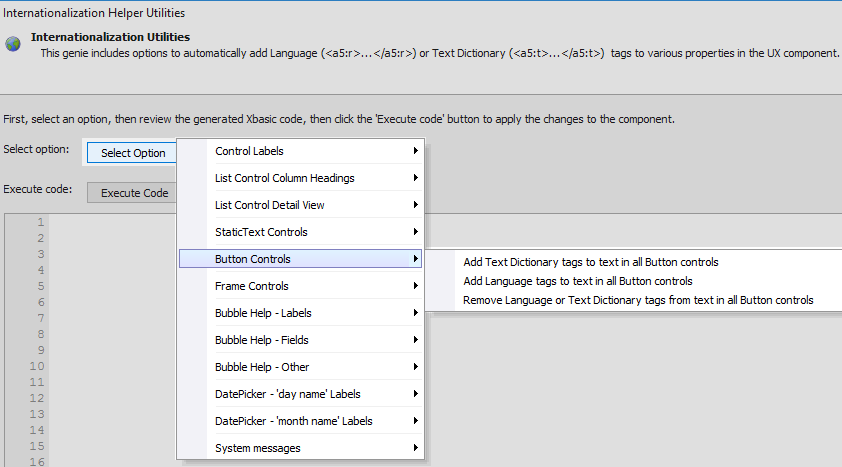 Internationalization Helper Utilities
Internationalization Utilities
This genie includes options to automatically add Language (<a5:r>...</a5:r>) or Text Dictionary (<a5:t>...</a5:t>) tags to various properties in the UX component.
First, select an option, then review the generated Xbasic code, then click the 'Execute code' button to apply the changes to the component.
Select option:
Select Option
Execute code:
Execute Code
Control Labels
List Control Column Headings
List Control Detail View
StaticText Controls
Button Controls
Frame Controls
Bubble Help - Labels
Bubble Help - Fields
Bubble Help - Other
DatePicker - 'day name' Labels
DatePicker - 'month name' Labels
System messages
Add Text Dictionary tags to text in all Button controls
Add Language tags to text in all Button controls
Remove Language or Text Dictionary tags from text in all Button controls
1
2
3
4
5
6
7
8
9
10
11
12
13
14
15
16